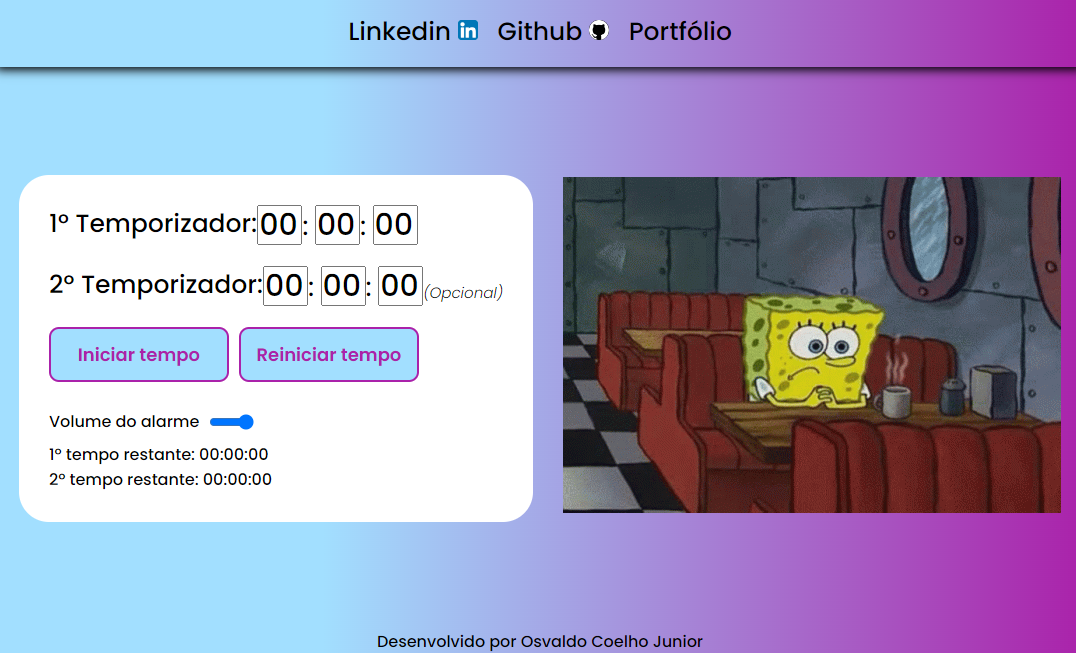 Linkedin in Github Portfólio
1º Temporizador:00: 00: 00
2º Temporizador:00: 00: 00(Opcional)
Iniciar tempo Reiniciar tempo
Volume do alarme
1º tempo restante: 00:00:00
2º tempo restante: 00:00:00
Desenvolvido por Osvaldo Coelho Junior